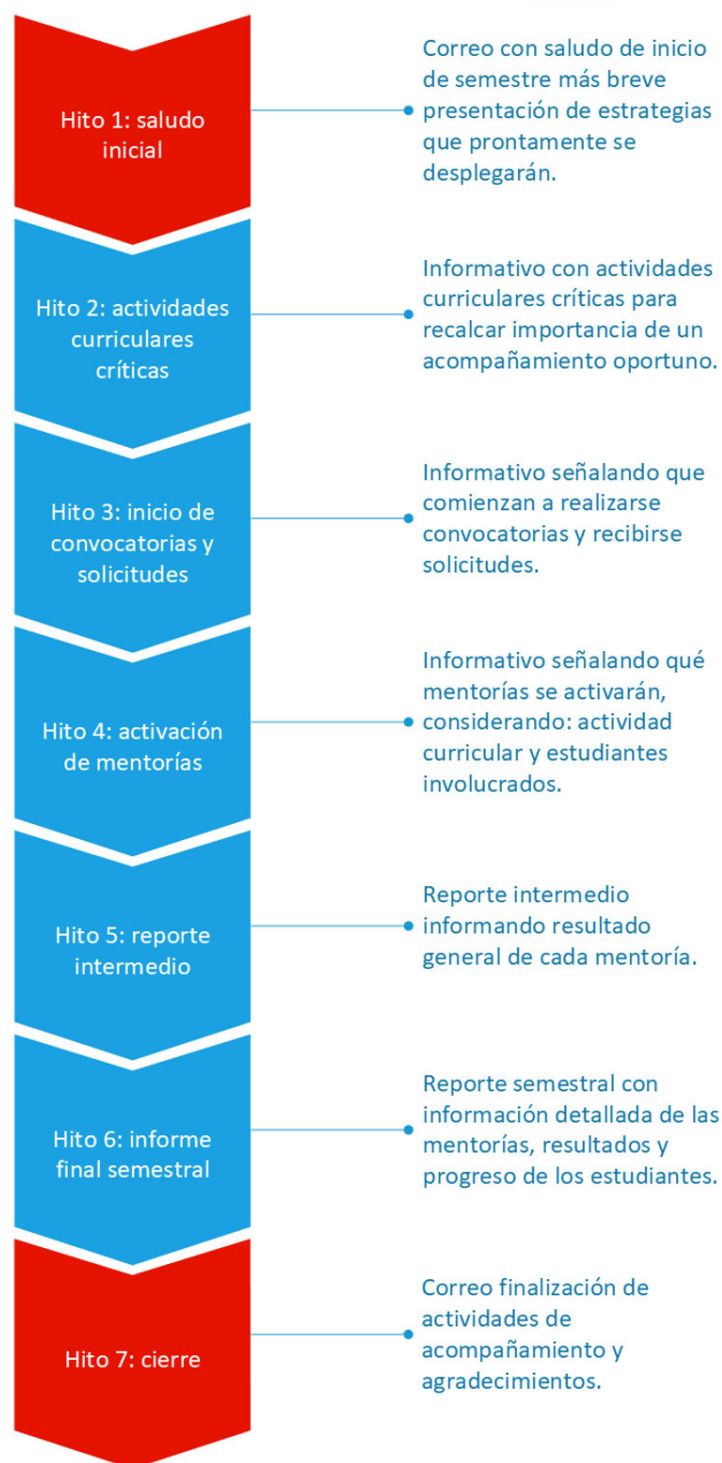 Hito 1: saludo
inicial
Correo con saludo de inicio
de semestre más breve
presentación de estrategias
que prontamente se
desplegarán.
Hito 2: actividades
curriculares
críticas
Informativo con actividades
curriculares críticas para
recalcar importancia de un
acompañamiento oportuno.
Hito 3: inicio de
convocatorias y
solicitudes
Informativo señalando que
comienzan a realizarse
convocatorias y recibirse
solicitudes.
Hito 4: activación
de mentorías
Informativo señalando qué
mentorías se activarán,
considerando: actividad
curricular y estudiantes
involucrados.
Hito 5: reporte
intermedio
Reporte intermedio
informando resultado
general de cada mentoría.
Hito 6: informe
final semestral
Reporte semestral con
información detallada de las
mentorías, resultados y
progreso de los estudiantes.
Hito 7: cierre
Correo finalización de
actividades de
acompañamiento y
agradecimientos.